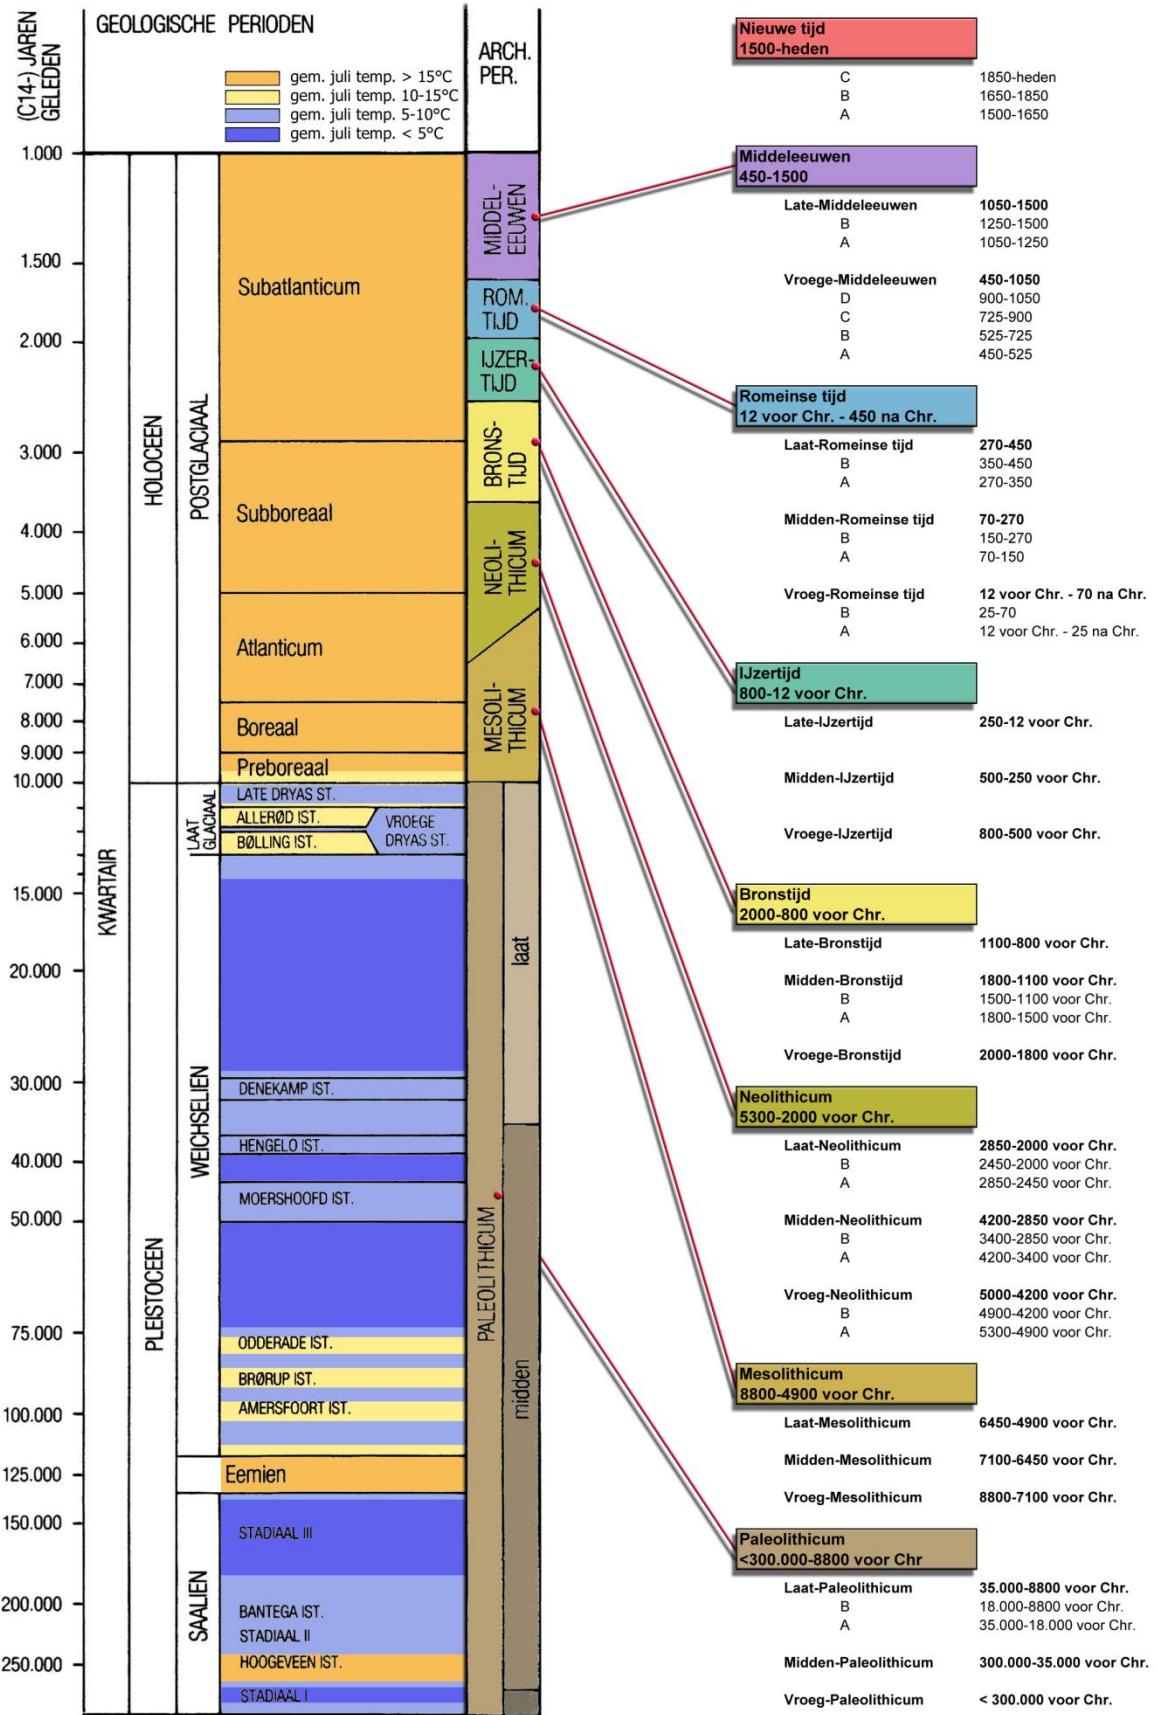 (C14-) JAREN
GELEDEN
GEOLOGISCHE PERIODEN
gem. juli temp. > 15°C
gem. juli temp. 10-15°C
gem. juli temp. 5-10°C
gem. juli temp. < 5°C
ARCH.
PER.
1.000
1.500
2.000
3.000
4.000
5.000
6.000
7.000
8.000
9.000
10.000
15.000
20.000
30.000
40.000
50.000
75.000
100.000
125.000
150.000
200.000
250.000
KWARTAIR
HOLOCEEN
PLEISTOCEEN
POSTGLACIAAL
LAAT
GLACIAAL
WEICHSELIEN
SAALIEN
Subatlanticum
Subboreaal
Atlanticum
Boreaal
Preboreaal
LATE DRYAS ST.
ALLERØD IST.
VROEGE
DRYAS ST.
BØLLING IST.
DENEKAMP IST.
HENGELO IST.
MOERSHOOFD IST.
ODDERADE IST.
BRØRUP IST.
AMERSFOORT IST.
Eemien
STADIAAL III
BANTEGA IST.
STADIAAL II
HOOGEVEEN IST.
STADIAAL I
MIDDEL-
EEUWEN
ROM.
TIJD
IJZER-
TIJD
BRONS-
TIJD
NEOLI-
THICUM
MESOLI-
THICUM
PALEOLITHICUM
laat
midden
Nieuwe tijd
1500-heden
C 1850-heden
B 1650-1850
A 1500-1650
Middeleeuwen
450-1500
Late-Middeleeuwen 1050-1500
B 1250-1500
A 1050-1250
Vroege-Middeleeuwen 450-1050
D 900-1050
C 725-900
B 525-725
A 450-525
Romeinse tijd
12 voor Chr. - 450 na Chr.
Laat-Romeinse tijd 270-450
B 350-450
A 270-350
Midden-Romeinse tijd 70-270
B 150-270
A 70-150
Vroeg-Romeinse tijd 12 voor Chr. - 70 na Chr.
B 25-70
A 12 voor Chr. - 25 na Chr.
IJzertijd
800-12 voor Chr.
Late-IJzertijd 250-12 voor Chr.
Midden-IJzertijd 500-250 voor Chr.
Vroege-IJzertijd 800-500 voor Chr.
Bronstijd
2000-800 voor Chr.
Late-Bronstijd 1100-800 voor Chr.
Midden-Bronstijd 1800-1100 voor Chr.
B 1500-1100 voor Chr.
A 1800-1500 voor Chr.
Vroege-Bronstijd 2000-1800 voor Chr.
Neolithicum
5300-2000 voor Chr.
Laat-Neolithicum 2850-2000 voor Chr.
B 2450-2000 voor Chr.
A 2850-2450 voor Chr.
Midden-Neolithicum 4200-2850 voor Chr.
B 3400-2850 voor Chr.
A 4200-3400 voor Chr.
Vroeg-Neolithicum 5000-4200 voor Chr.
B 4900-4200 voor Chr.
A 5300-4900 voor Chr.
Mesolithicum
8800-4900 voor Chr.
Laat-Mesolithicum 6450-4900 voor Chr.
Midden-Mesolithicum 7100-6450 voor Chr.
Vroeg-Mesolithicum 8800-7100 voor Chr.
Paleolithicum
<300.000-8800 voor Chr
Laat-Paleolithicum 35.000-8800 voor Chr.
B 18.000-8800 voor Chr.
A 35.000-18.000 voor Chr.
Midden-Paleolithicum 300.000-35.000 voor Chr.
Vroeg-Paleolithicum < 300.000 voor Chr.